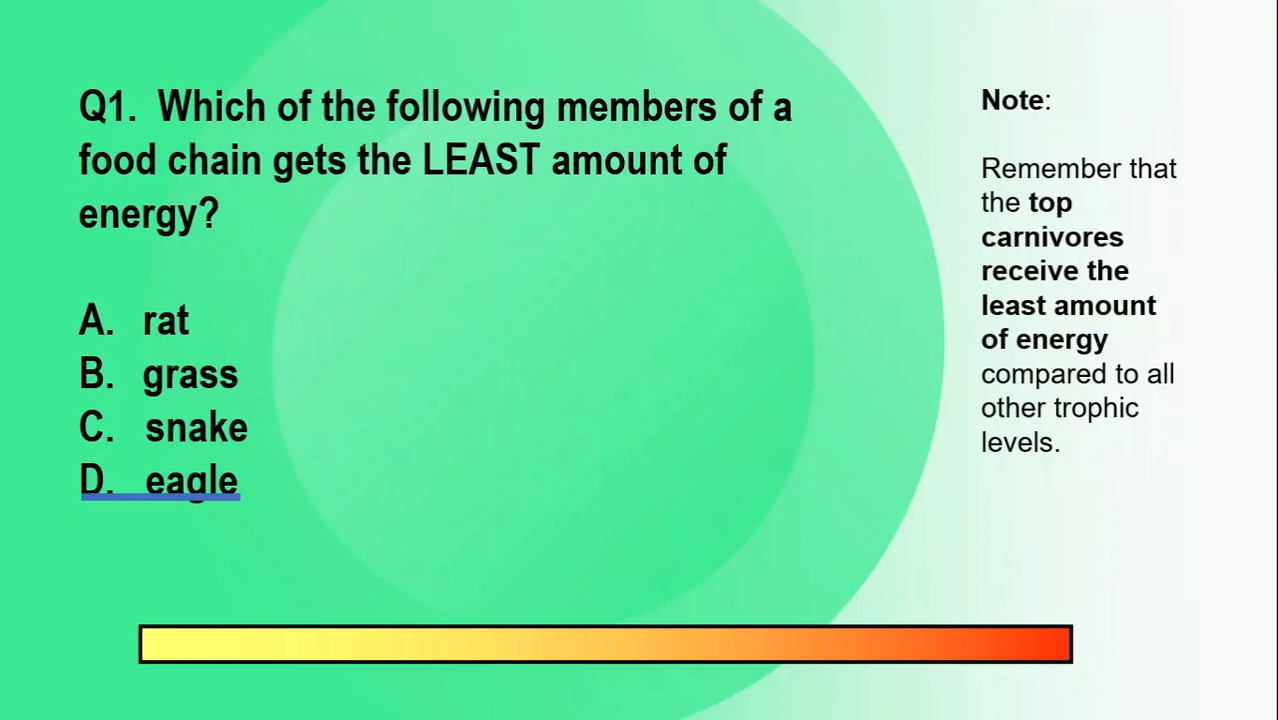 Q1. Which of the following members of a
food chain gets the LEAST amount of
energy?
A. rat
B. grass
C. snake
D. eagle
Note:
Remember that
the top
carnivores
receive the
least amount
of energy
compared to all
other trophic
levels.